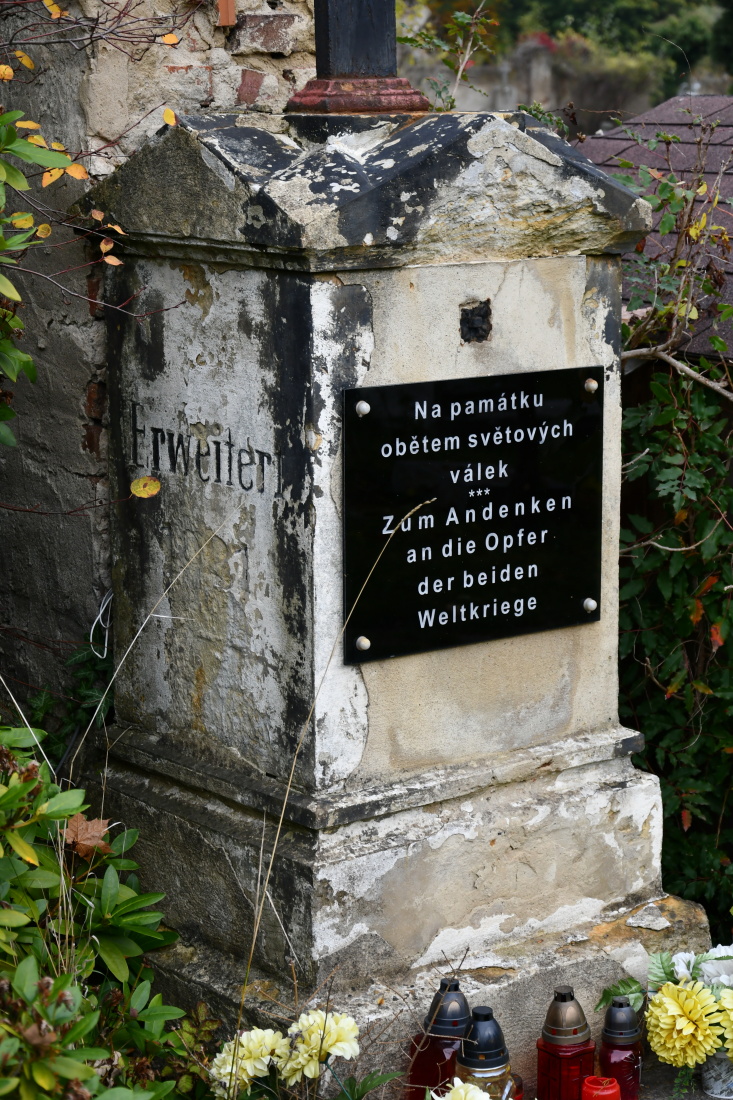 Erweitert
Na památku
obětem světových
válek
***
Zum Andenken
an die Opfer
der beiden
Weltkriege